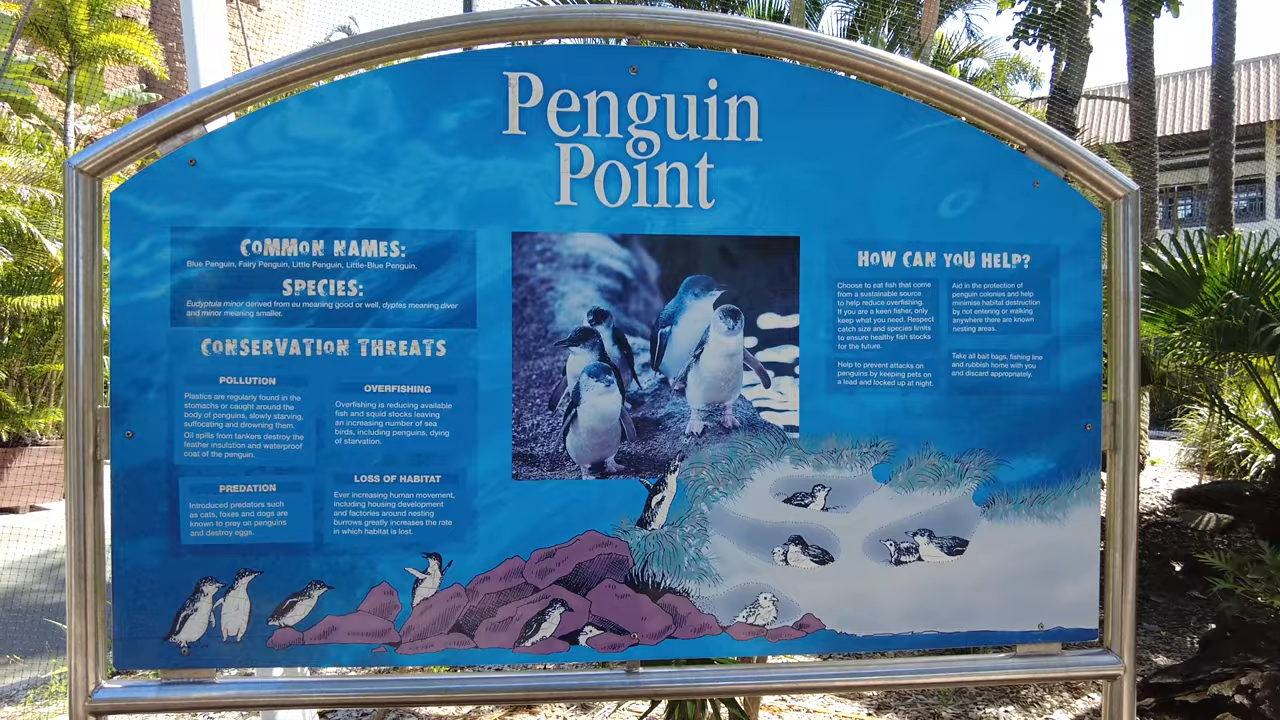 Penguin
Point
COMMON NAMES:
Blue Penguin, Fairy Penguin, Little Penguin, Little-Blue Penguin.
SPECIES:
Eudyptula minor derived from eu meaning good or well, dyptes meaning diver
and minor meaning smaller.
CONSERVATION THREATS
POLLUTION
Plastics are regularly found in the
stomachs or caught around the
body of penguins, slowly starving,
suffocating and drowning them.
Oil spills from tankers destroy the
feather insulation and waterproof
coat of the penguin.
OVERFISHING
Overfishing is reducing available
fish and squid stocks leaving
an increasing number of sea
birds, including penguins, dying
of starvation.
PREDATION
Introduced predators such
as cats, foxes and dogs are
known to prey on penguins
and destroy eggs.
LOSS OF HABITAT
Ever increasing human movement,
including housing development
and factories around nesting
burrows greatly increases the rate
in which habitat is lost.
HOW CAN YOU HELP?
Choose to eat fish that come
from a sustainable source
to help reduce overfishing.
If you are a keen fisher, only
keep what you need. Respect
catch size and species limits
to ensure healthy fish stocks
for the future.
Help to prevent attacks on
penguins by keeping pets on
a lead and locked up at night.
Aid in the protection of
penguin colonies and help
minimise habitat destruction
by not entering or walking
anywhere there are known
nesting areas.
Take all bait bags, fishing line
and rubbish home with you
and discard appropriately.